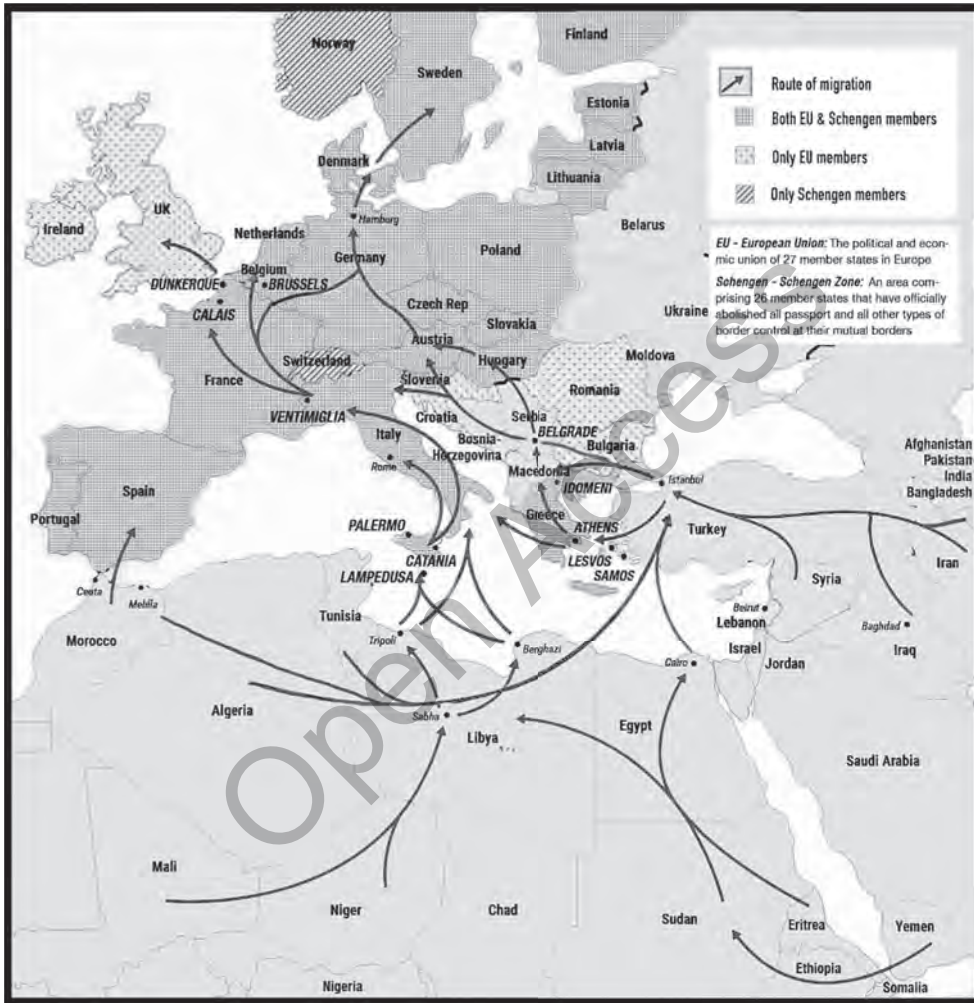 Norway
Finland
Sweden
Estonia
Latvia
Lithuania
Denmark
Hamburg
Ireland
UK
Netherlands
Germany
Poland
Belarus
Belgium
DUNKERQUE
BRUSSELS
CALAIS
Czech Rep
Slovakia
Ukraine
Austria
Hungary
Moldova
Switzerland
Slovenia
Romania
France
VENTIMIGLIA
Croatia
Serbia
BELGRADE
Italy
Bosnia-
Herzegovina
Bulgaria
Rome
Macedonia
IDOMENI
Istanbul
Afghanistan
Pakistan
India
Bangladesh
Spain
Portugal
Greece
ATHENS
Turkey
PALERMO
CATANIA
LESVOS
SAMOS
LAMPEDUSA
Syria
Iran
Ceuta
Melilla
Tunisia
Beirut
Lebanon
Morocco
Tripoli
Berghazi
Israel
Baghdad
Cairo
Jordan
Iraq
Algeria
Sabha
Libya
Egypt
Saudi Arabia
Mali
Niger
Chad
Sudan
Eritrea
Yemen
Ethiopia
Nigeria
Somalia
Route of migration
Both EU & Schengen members
Only EU members
Only Schengen members
EU - European Union: The political and econ-
omic union of 27 member states in Europe
Schengen - Schengen Zone: An area com-
prising 26 member states that have officially
abolished all passport and all other types of
border control at their mutual borders
Open Access